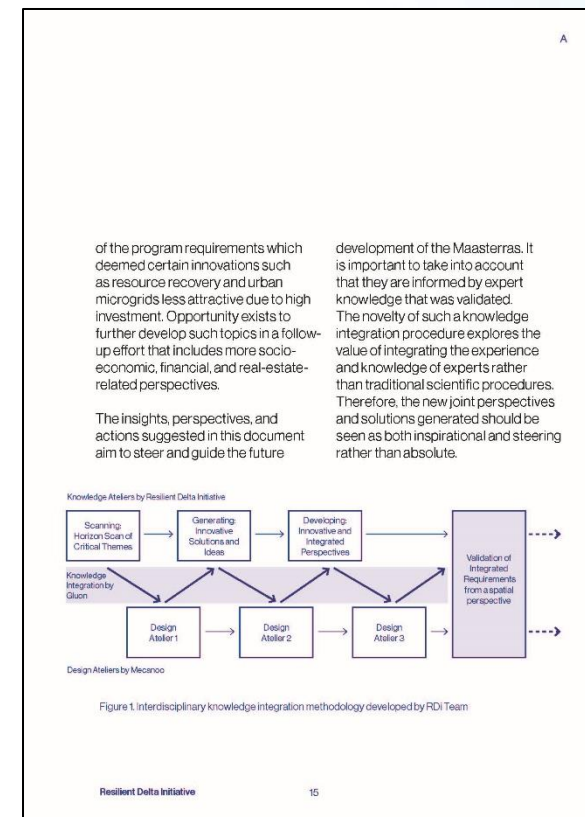 A
of the program requirements which
deemed certain innovations such
as resource recovery and urban
microgrids less attractive due to high
investment. Opportunity exists to
further develop such topics in a follow-
up effort that includes more socio-
economic, financial, and real-estate-
related perspectives.
The insights, perspectives, and
actions suggested in this document
aim to steer and guide the future
development of the Maasterras. It
is important to take into account
that they are informed by expert
knowledge that was validated.
The novelty of such a knowledge
integration procedure explores the
value of integrating the experience
and knowledge of experts rather
than traditional scientific procedures.
Therefore, the new joint perspectives
and solutions generated should be
seen as both inspirational and steering
rather than absolute.
Knowledge Ateliers by Resilient Delta Initiative
Scanning:
Horizon Scan of
Critical Themes
Generating:
Innovative
Solutions and
Ideas
Developing:
Innovative and
Integrated
Perspectives
Validation of
Integrated
Requirements
from a spatial
perspective
Knowledge
Integration by
Gluon
Design
Atelier 1
Design
Atelier 2
Design
Atelier 3
Design Ateliers by Mecanoo
Figure 1. Interdisciplinary knowledge integration methodology developed by RDi Team
Resilient Delta Initiative
15